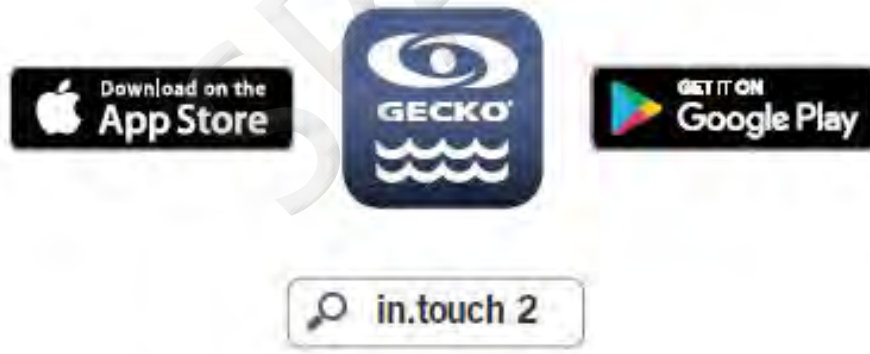 Download on the
App Store
GECKO
GET IT ON
Google Play
in.touch 2